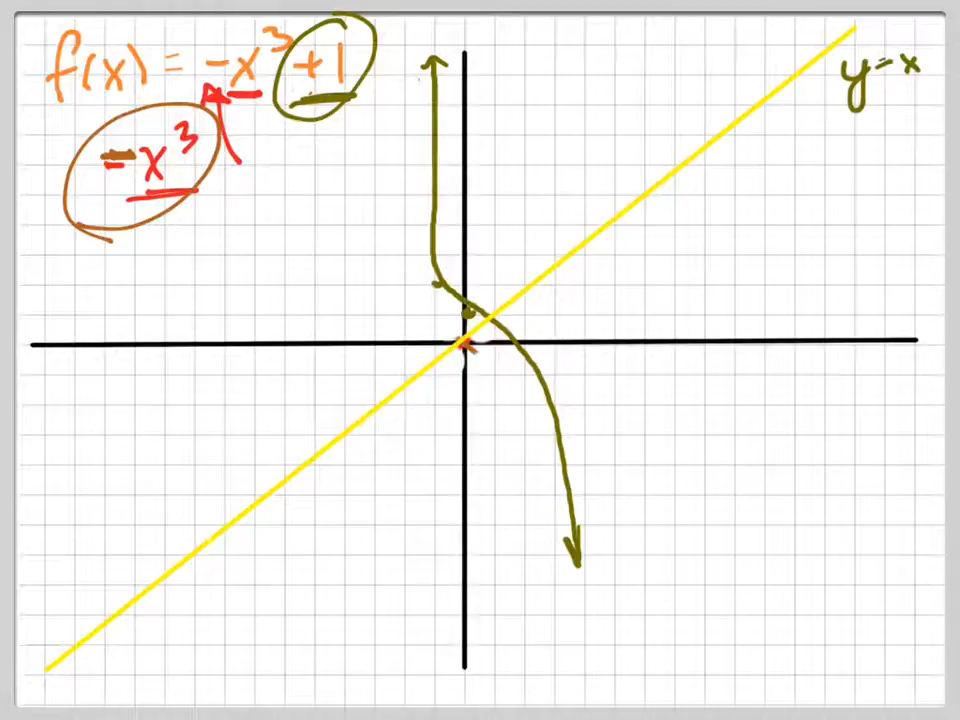 f(x) = -x³ +1
y=x
-x³